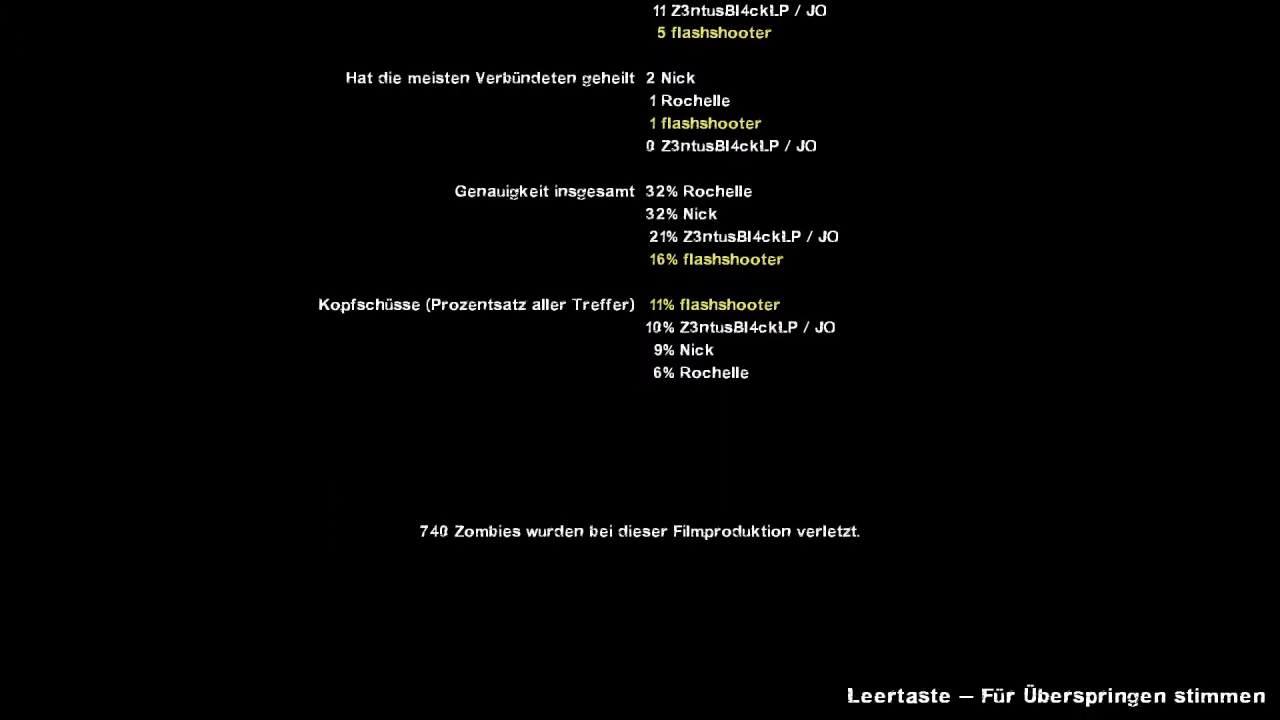 11 Z3ntusBl4ckLP / JO
5 flashshooter
Hat die meisten Verbündeten geheilt 2 Nick
1 Rochelle
1 flashshooter
0 Z3ntusBl4ckLP / JO
Genauigkeit insgesamt 32% Rochelle
32% Nick
21% Z3ntusBl4ckLP / JO
16% flashshooter
Kopfschüsse (Prozentsatz aller Treffer) 11% flashshooter
10% Z3ntusBl4ckLP / JO
9% Nick
6% Rochelle
740 Zombies wurden bei dieser Filmproduktion verletzt.
Leertaste – Für Überspringen stimmen